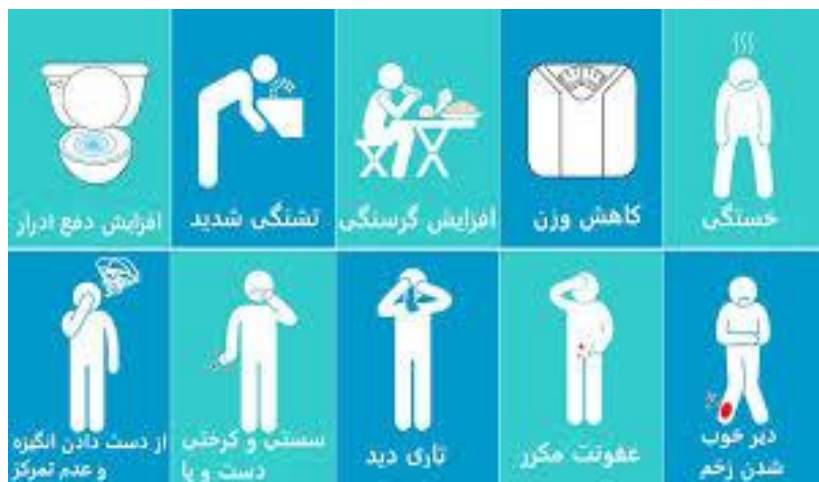 خستگی
کاهش وزن
افزایش گرسنگی
تشنگی شدید
افزایش دفع ادرار
دیر خوب
شدن زخم
عفونت مکرر
تاری دید
سستی و کرختی
دست و پا
از دست دادن انگیزه
و عدم تمرکز